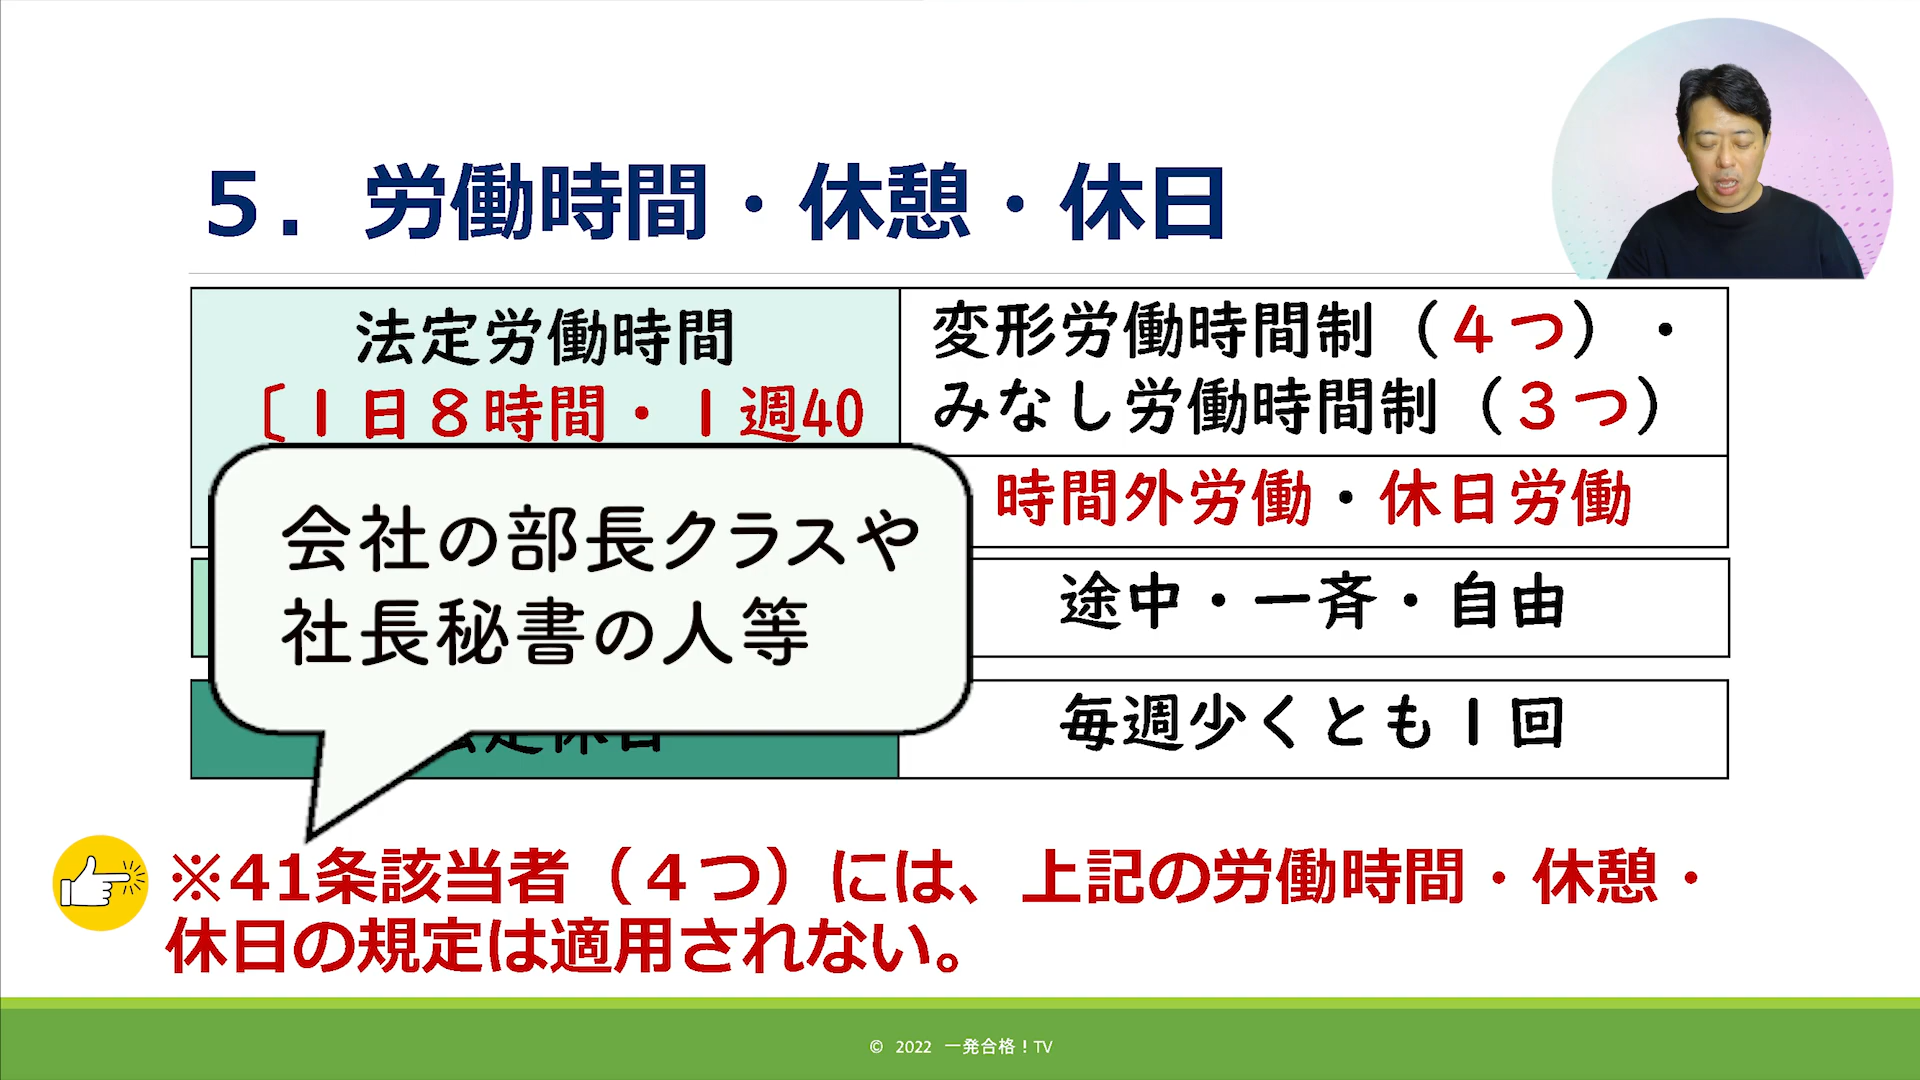 ５．労働時間・休憩・休日
法定労働時間
〔１日８時間・１週40
変形労働時間制（４つ）・
みなし労働時間制（３つ）
時間外労働・休日労働
会社の部長クラスや
社長秘書の人等
途中・一斉・自由
毎週少くとも１回
※41条該当者（４つ）には、上記の労働時間・休憩・
休日の規定は適用されない。
© 2022 一発合格！TV